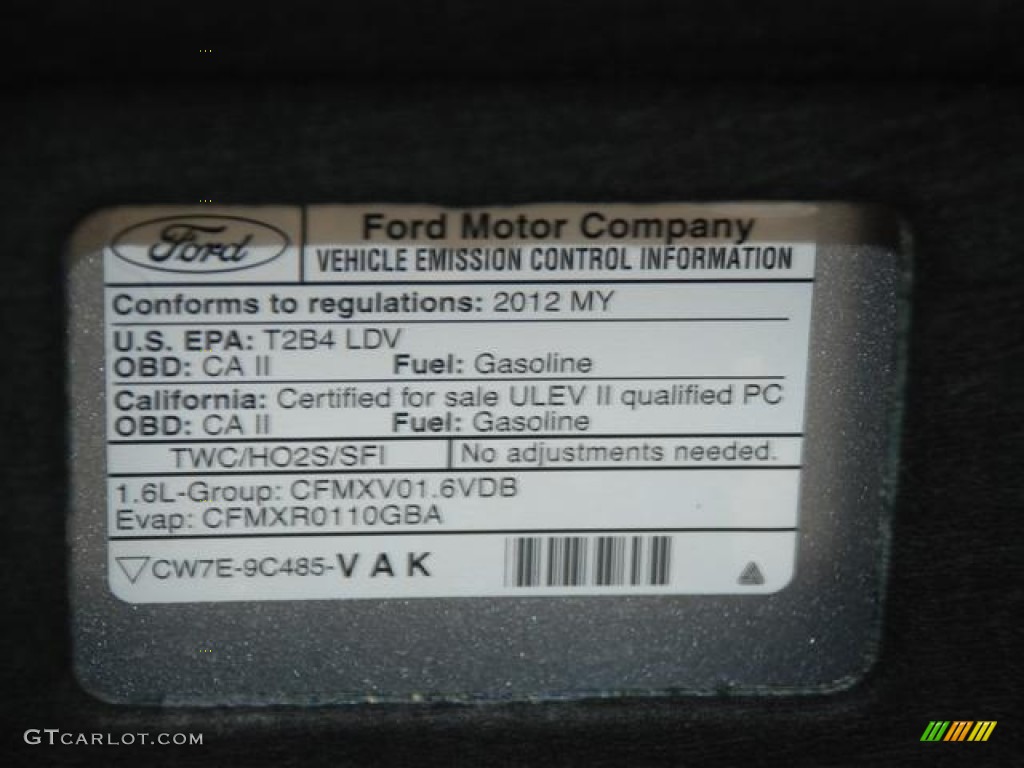 Ford
Ford Motor Company
VEHICLE EMISSION CONTROL INFORMATION
Conforms to regulations: 2012 MY
U.S. EPA: T2B4 LDV
OBD: CA II Fuel: Gasoline
California: Certified for sale ULEV II qualified PC
OBD: CA II Fuel: Gasoline
TWC/HO2S/SFI No adjustments needed.
1.6L-Group: CFMXV01.6VDB
Evap: CFMXR0110GBA
CW7E-9C485-VAK
GTCARLOT.COM